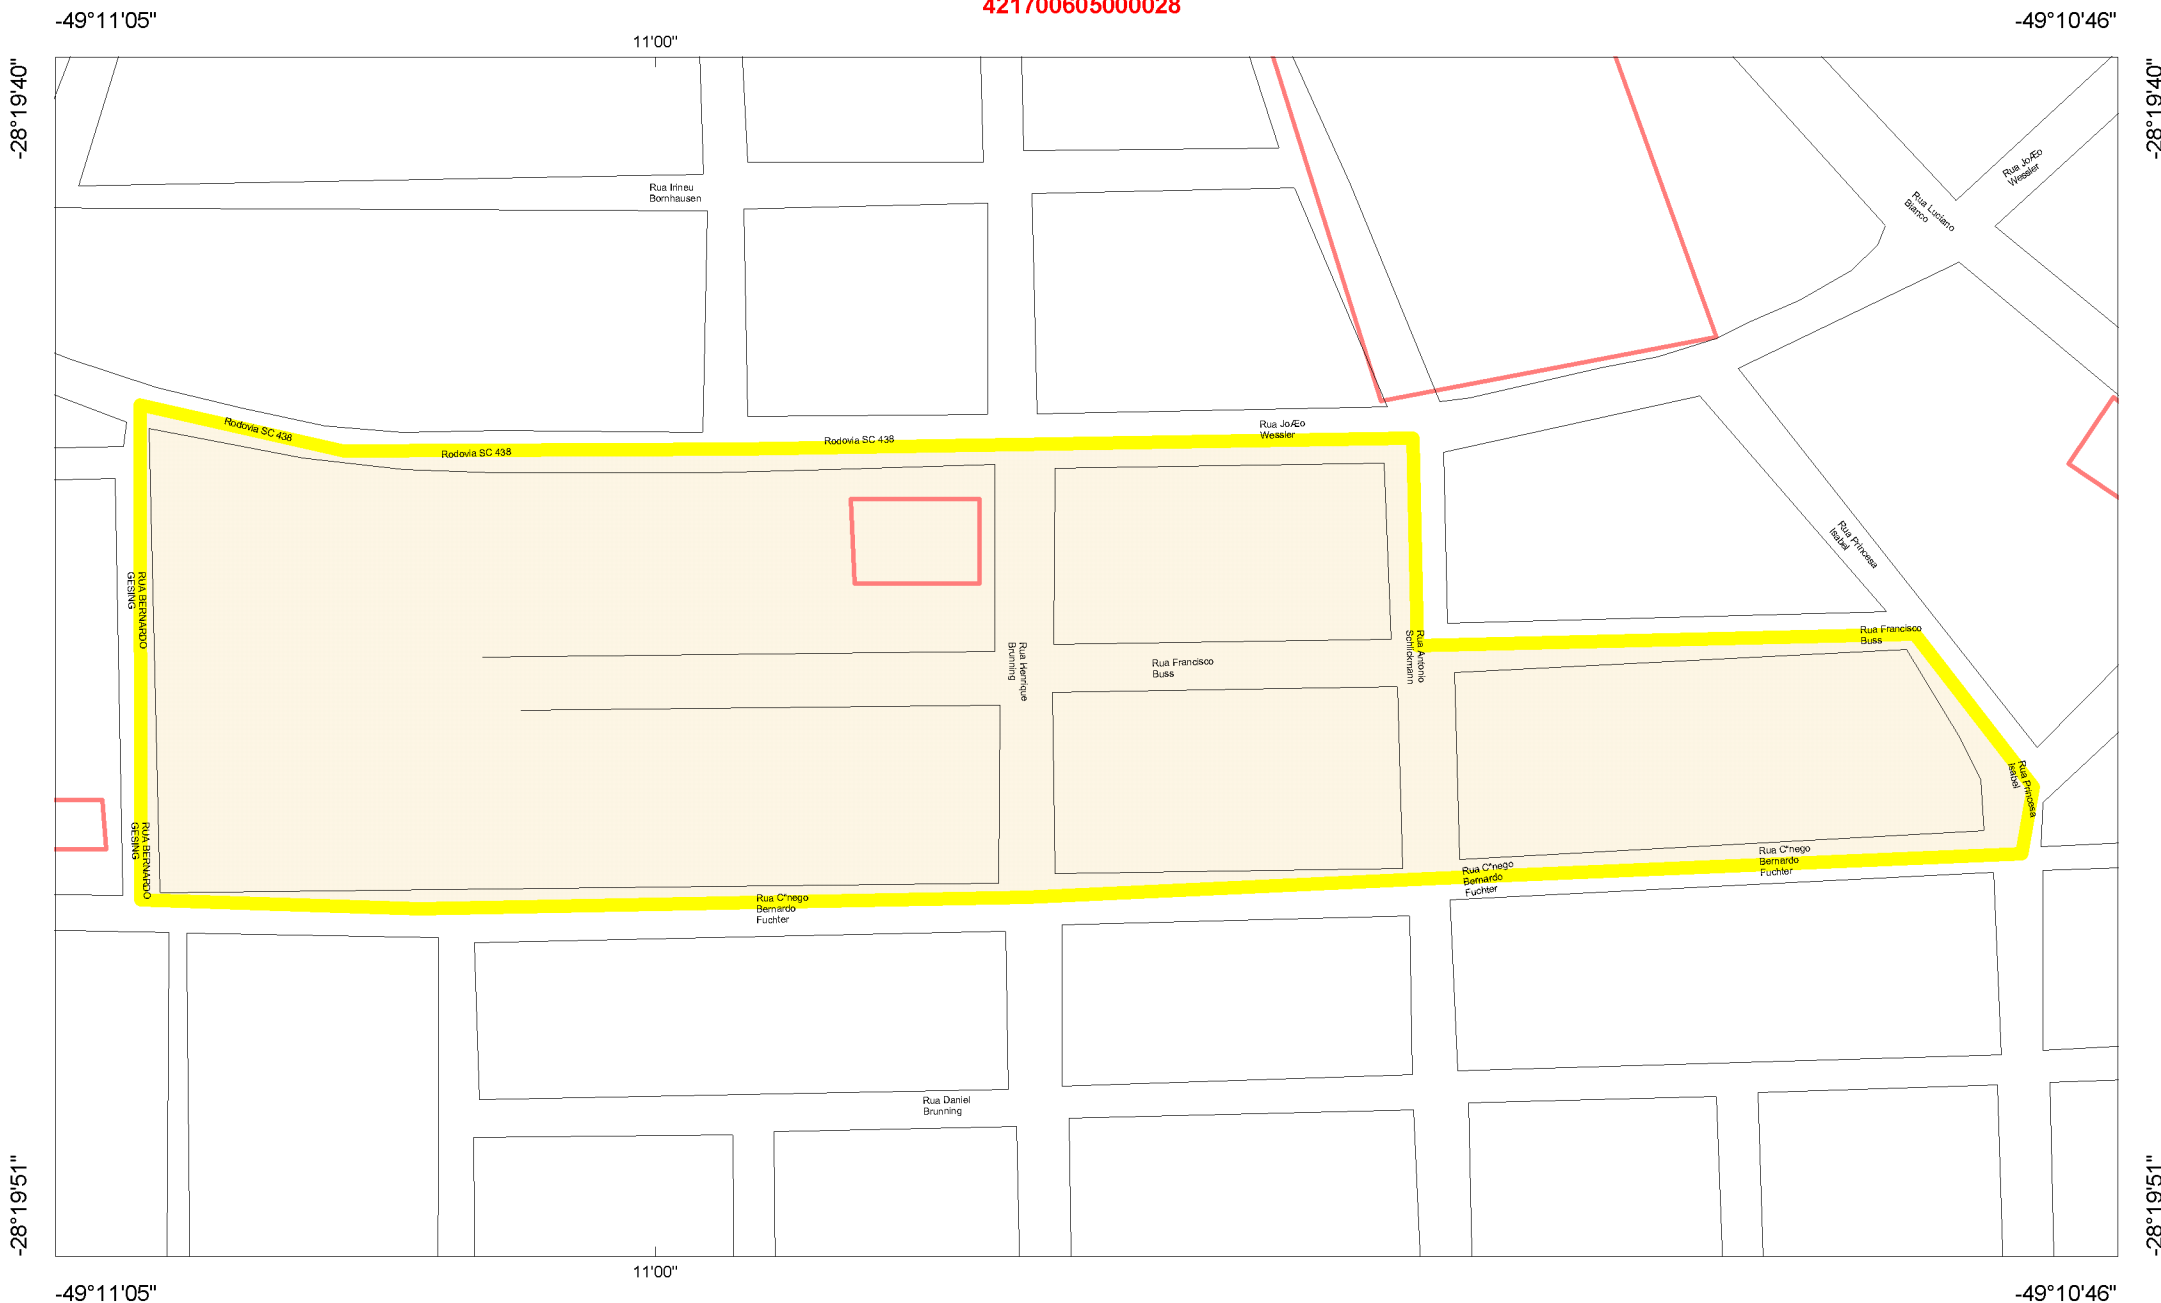 421700605000028
-49°11'05"
-49°10'46"
11'00"
-28°19'40"
-28°19'40"
Rua JoÆo
Wessler
Rua Irineu
Bornhausen
Rua Luciano
Bianco
Rodovia SC 438
Rua JoÆo
Wessler
Rodovia SC 438
Rodovia SC 438
Rua Princesa
Isabel
RUA BERNARDO
GESING
Rua Francisco
Buss
Rua Antonio
Schlickmann
Rua Henrique
Brunning
Rua Francisco
Buss
Rua Princesa
Isabel
RUA BERNARDO
GESING
Rua C"nego
Bernardo
Fuchter
Rua C"nego
Bernardo
Fuchter
Rua C"nego
Bernardo
Fuchter
Rua Daniel
Brunning
-28°19'51"
-28°19'51"
11'00"
-49°11'05"
-49°10'46"